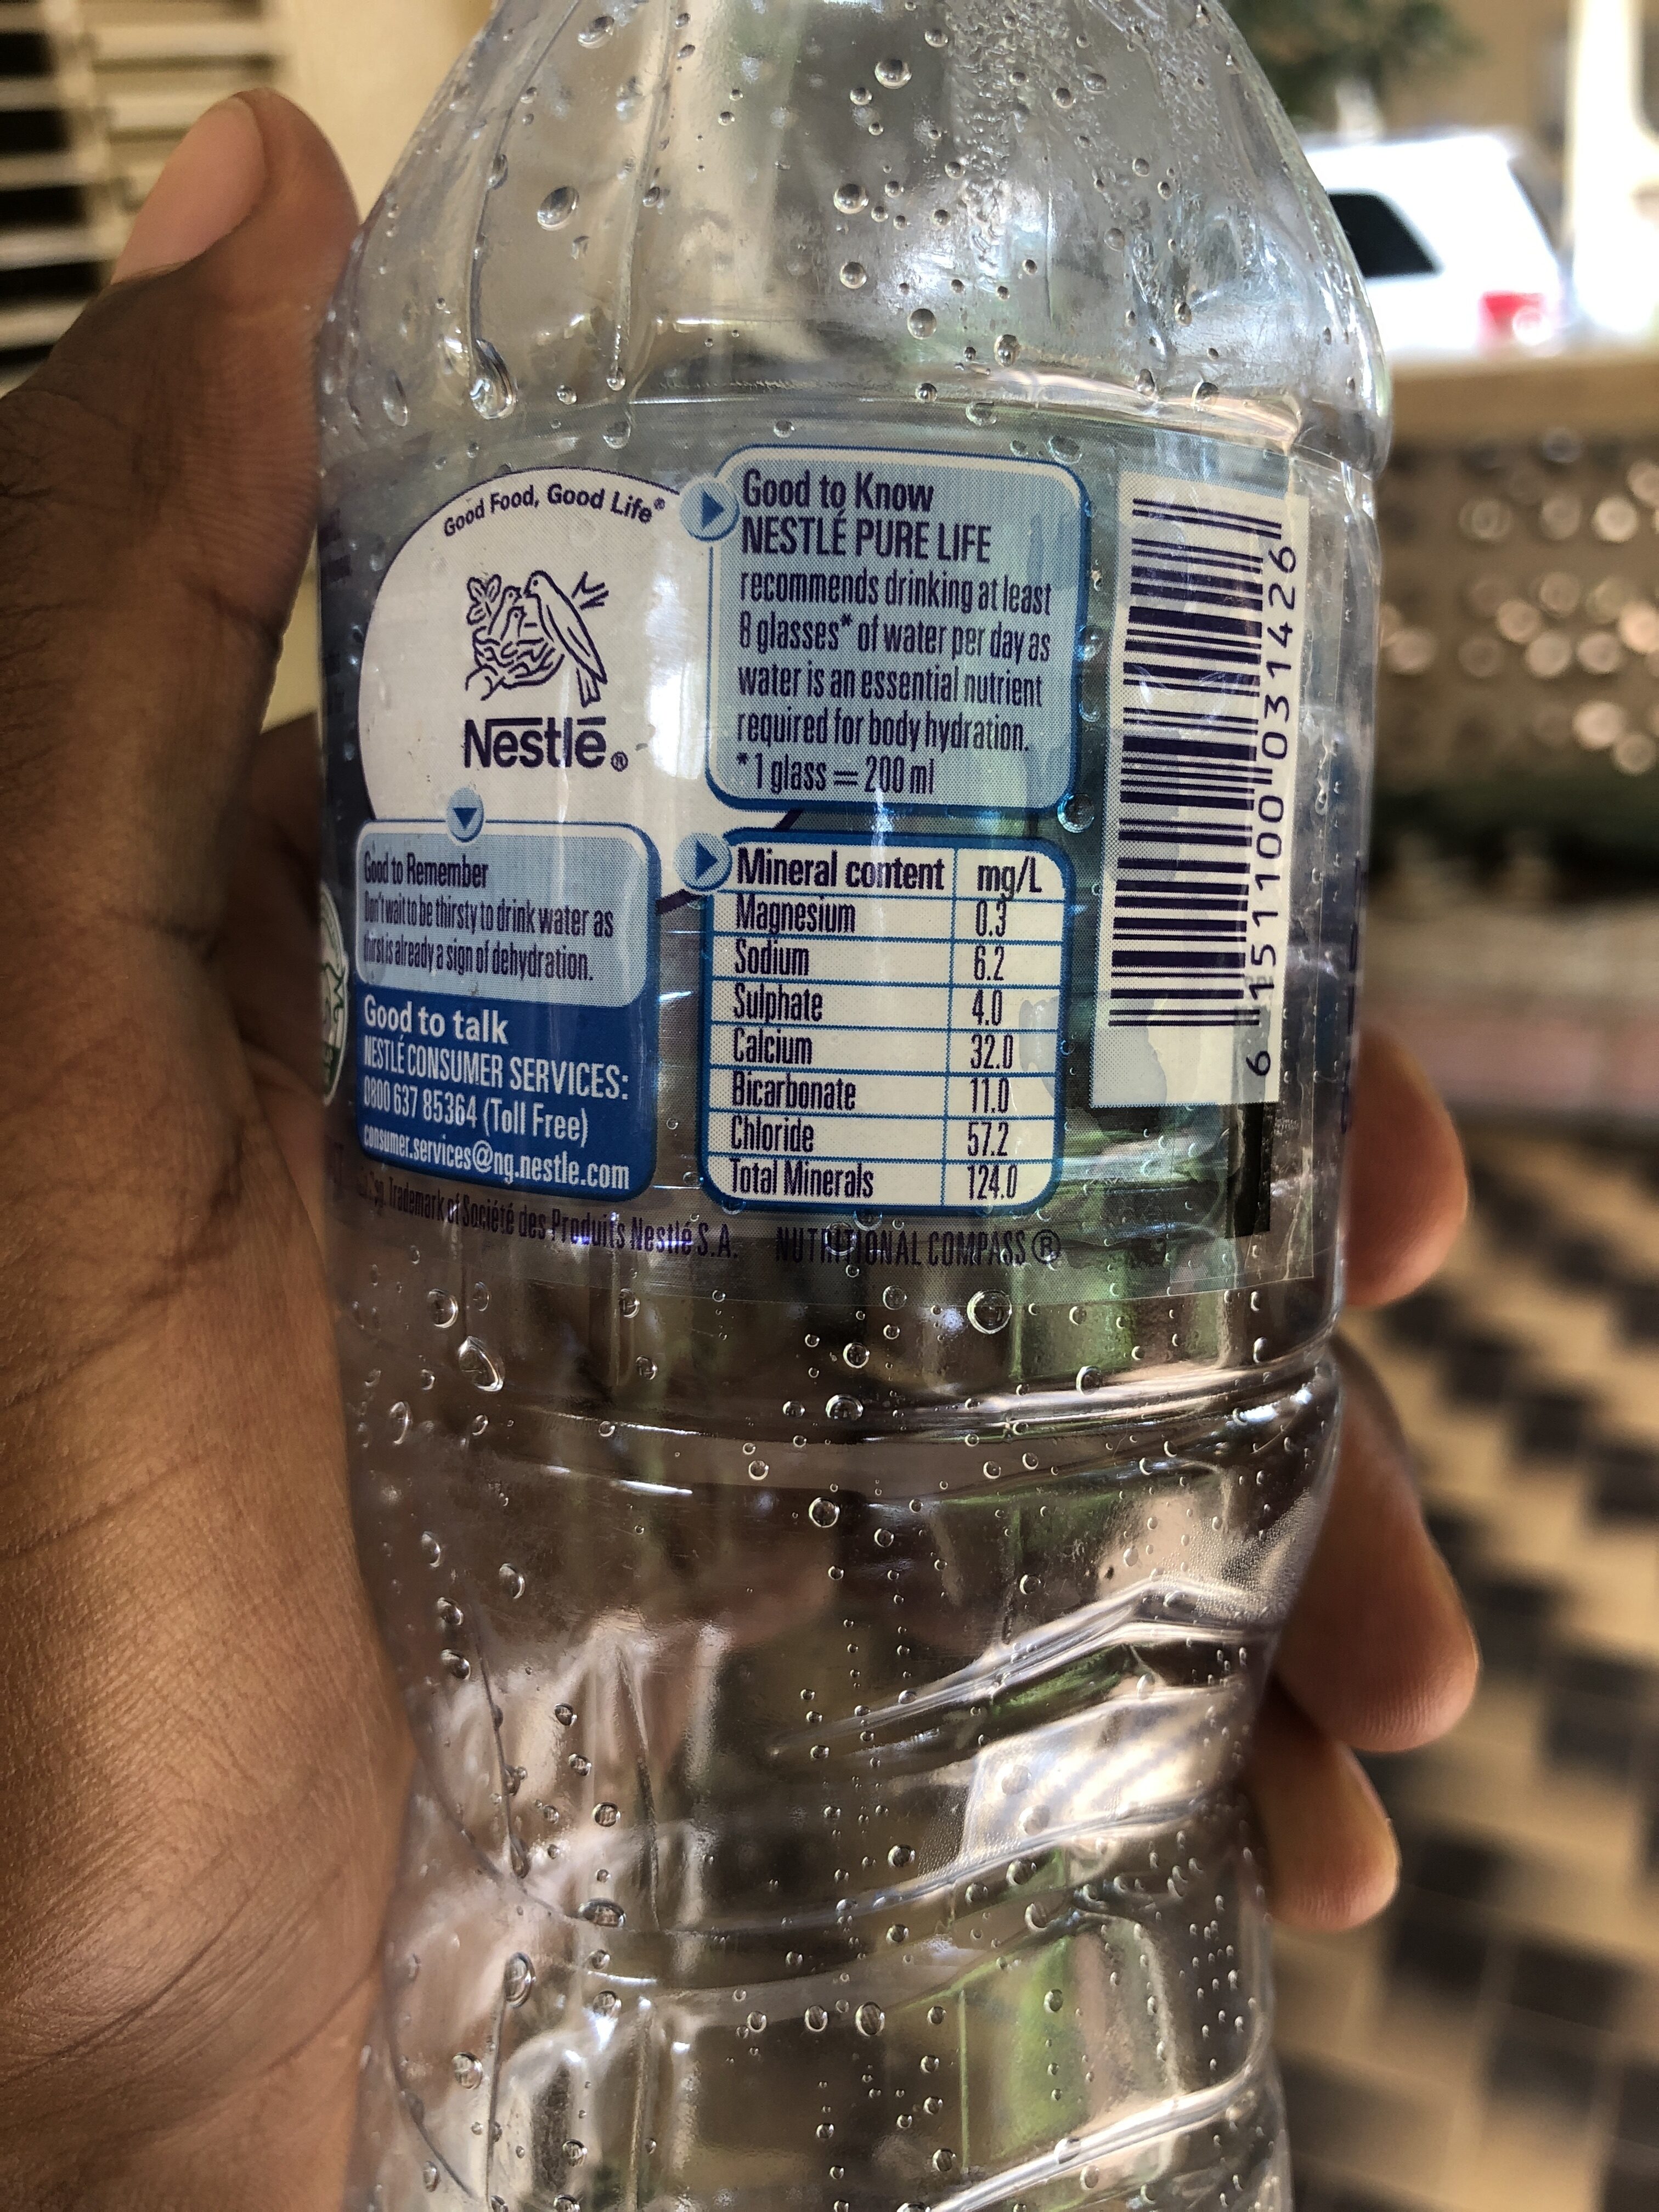 Good Food, Good Life®
Nestlé®
Good to Know
NESTLÉ PURE LIFE
recommends drinking at least
8 glasses* of water per day as
water is an essential nutrient
required for body hydration.
*1 glass = 200 ml
Good to Remember
Don't wait to be thirsty to drink water as
thirst is already a sign of dehydration.
Good to talk
NESTLÉ CONSUMER SERVICES:
0800 637 85364 (Toll Free)
consumer.services@ng.nestle.com
Mineral content mg/L
Magnesium 0.3
Sodium 6.2
Sulphate 4.0
Calcium 32.0
Bicarbonate 11.0
Chloride 57.2
Total Minerals 124.0
Trademark of Société des Produits Nestlé S.A. NUTRITIONAL COMPASS ®
6 151100 031426